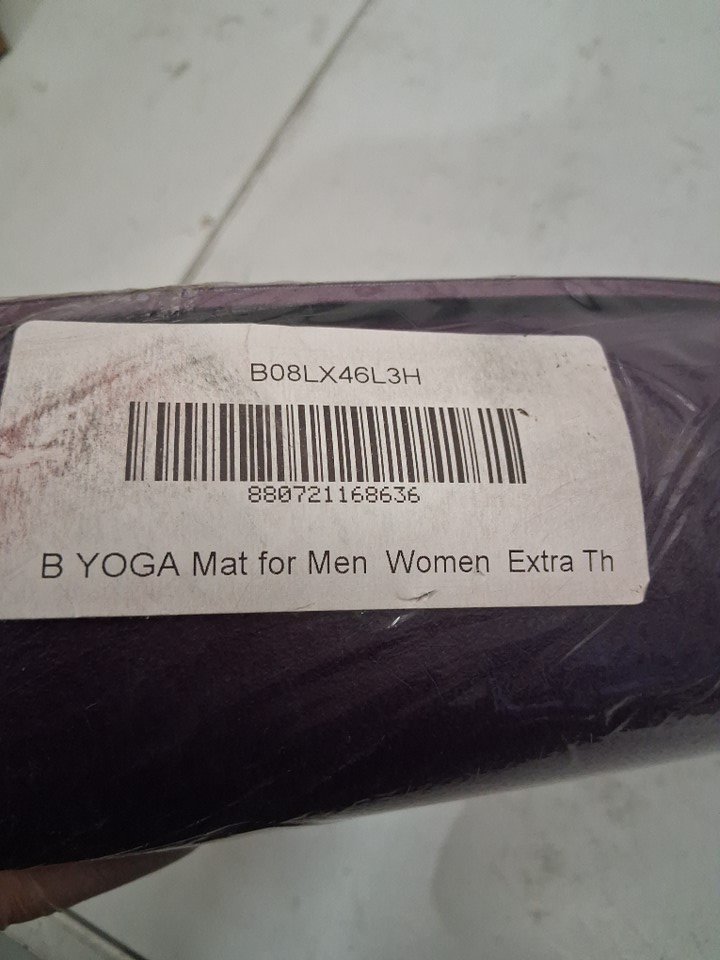 B08LX46L3H
880721168636
B YOGA Mat for Men Women Extra Th